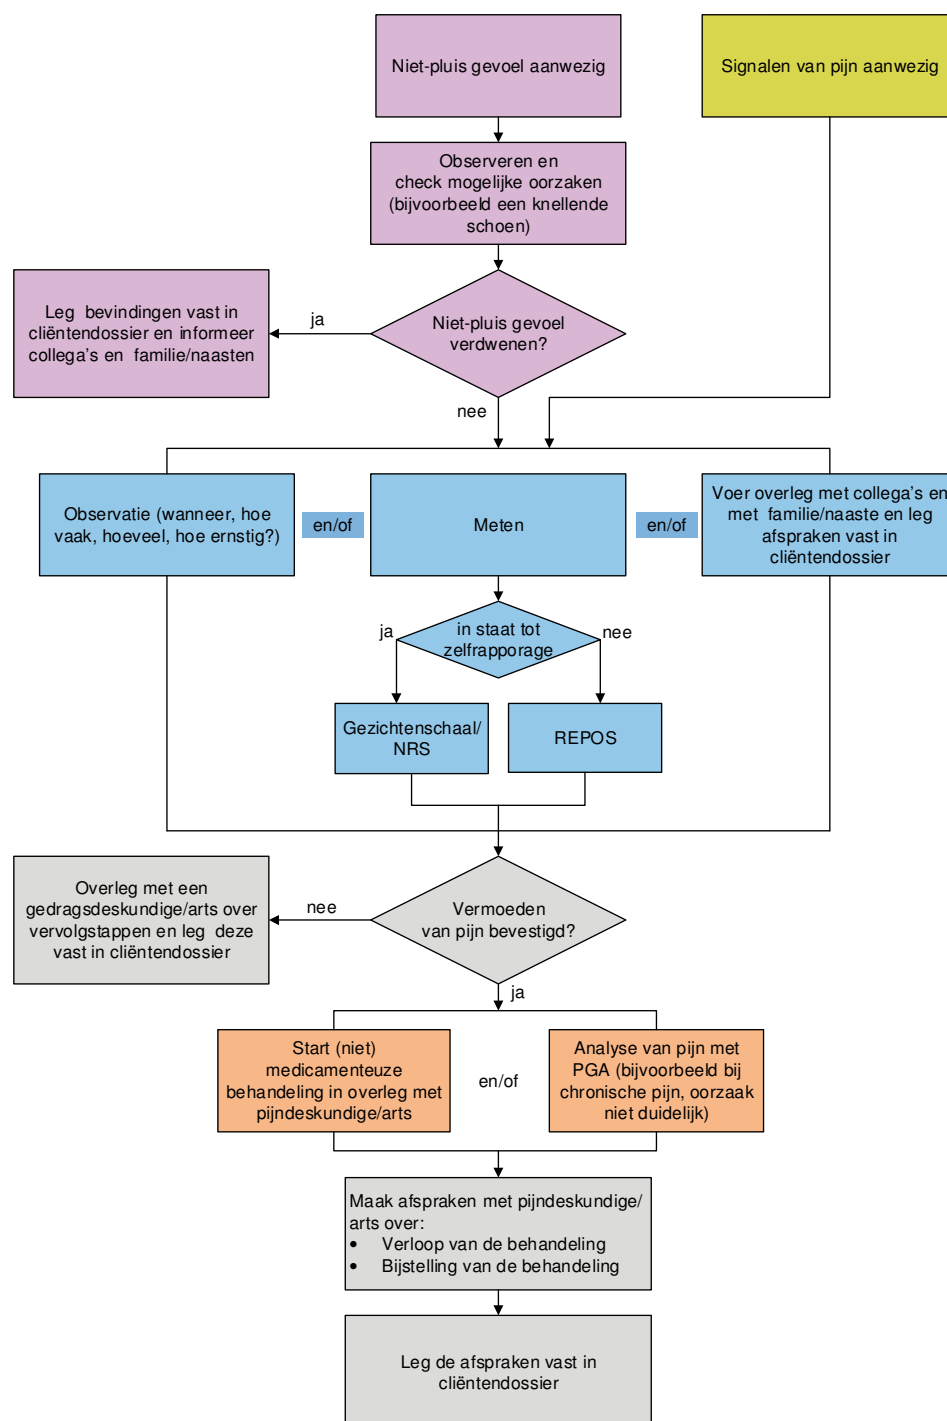 Niet-pluis gevoel aanwezig
Signalen van pijn aanwezig
Observeren en
check mogelijke oorzaken
(bijvoorbeeld een knellende
schoen)
Leg bevindingen vast in
cliëntendossier en informeer
collega's en familie/naasten
ja
Niet-pluis gevoel
verdwenen?
nee
Observatie (wanneer, hoe
vaak, hoeveel, hoe ernstig?)
en/of
Meten
en/of
Voer overleg met collega's en
met familie/naaste en leg
afspraken vast in
cliëntendossier
ja
in staat tot
zelfrapporage
nee
Gezichtenschaal/
NRS
REPOS
Overleg met een
gedragsdeskundige/arts over
vervolgstappen en leg deze
vast in cliëntendossier
nee
Vermoeden
van pijn bevestigd?
ja
Start (niet)
medicamenteuze
behandeling in overleg met
pijndeskundige/arts
en/of
Analyse van pijn met
PGA (bijvoorbeeld bij
chronische pijn, oorzaak
niet duidelijk)
Maak afspraken met pijndeskundige/
arts over:
• Verloop van de behandeling
• Bijstelling van de behandeling
Leg de afspraken vast in
cliëntendossier